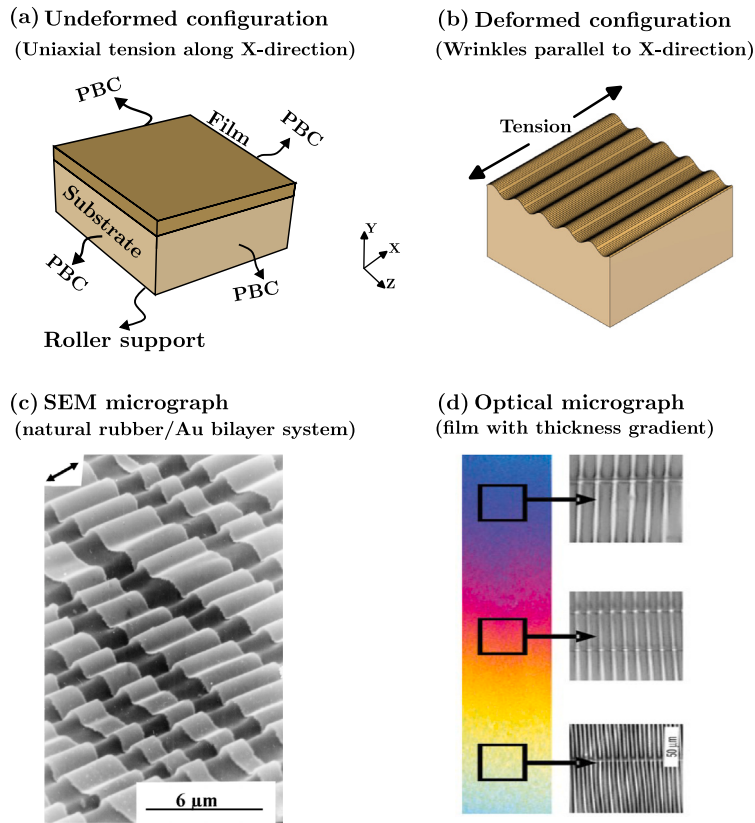 (a) Undeformed configuration
(Uniaxial tension along X-direction)
PBC
Film
PBC
Substrate
PBC
PBC
Roller support
Y
X
Z
(b) Deformed configuration
(Wrinkles parallel to X-direction)
Tension
(c) SEM micrograph
(natural rubber/Au bilayer system)
6 μm
(d) Optical micrograph
(film with thickness gradient)
50 μm